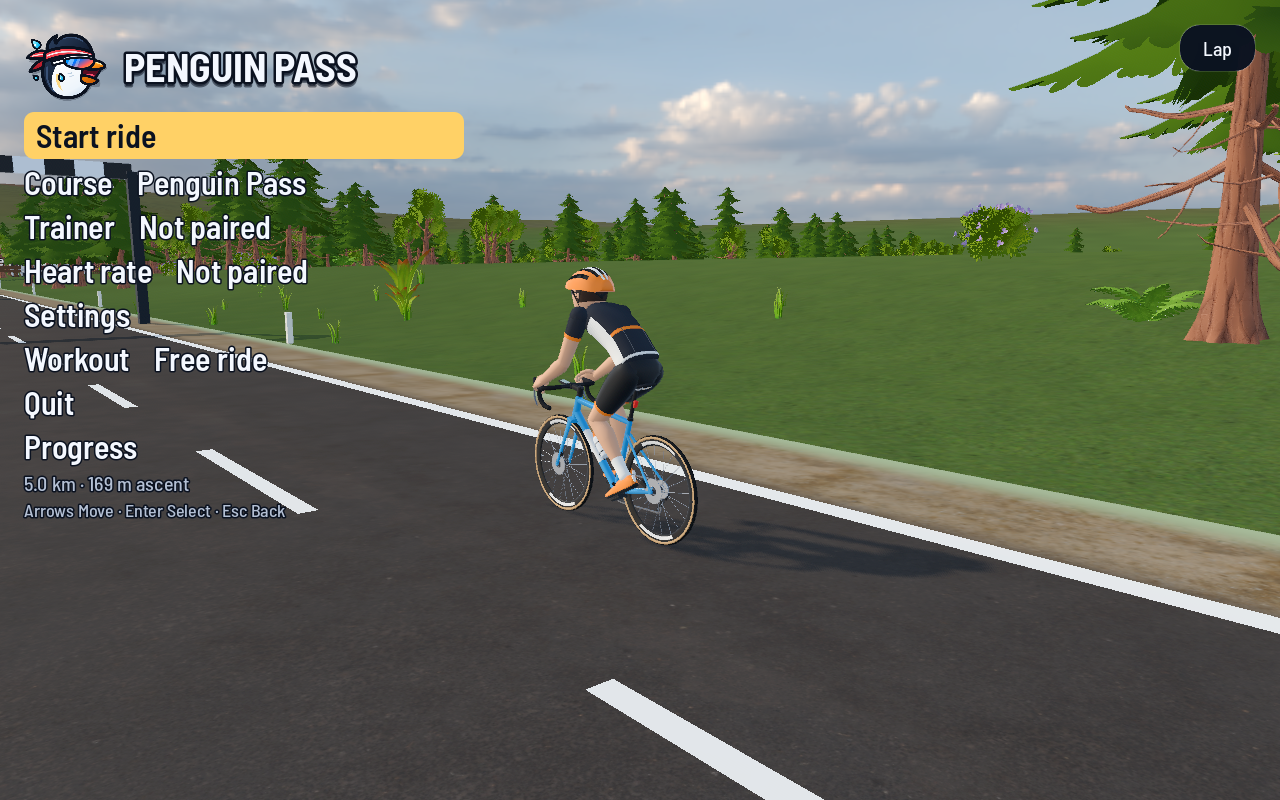 PENGUIN PASS
Lap
Start ride
Course Penguin Pass
Trainer Not paired
Heart rate Not paired
Settings
Workout Free ride
Quit
Progress
5.0 km · 169 m ascent
Arrows Move · Enter Select · Esc Back